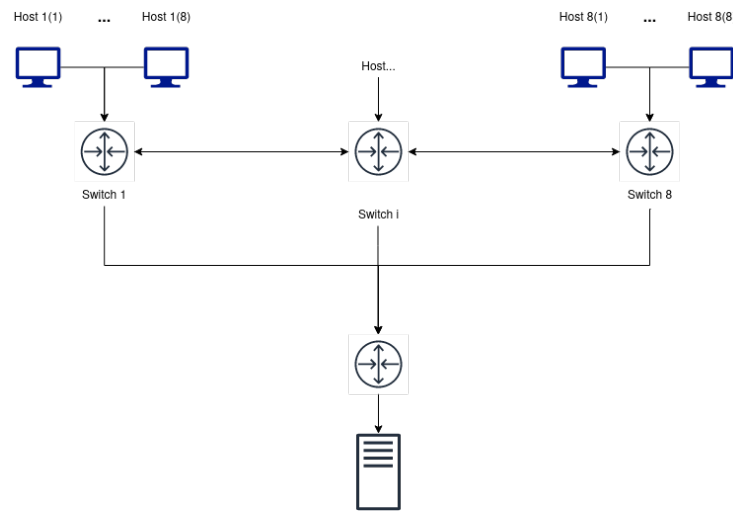 Host 1(1) ... Host 1(8)
Host 8(1) ... Host 8(8
Host...
Switch 1
Switch 8
Switch i